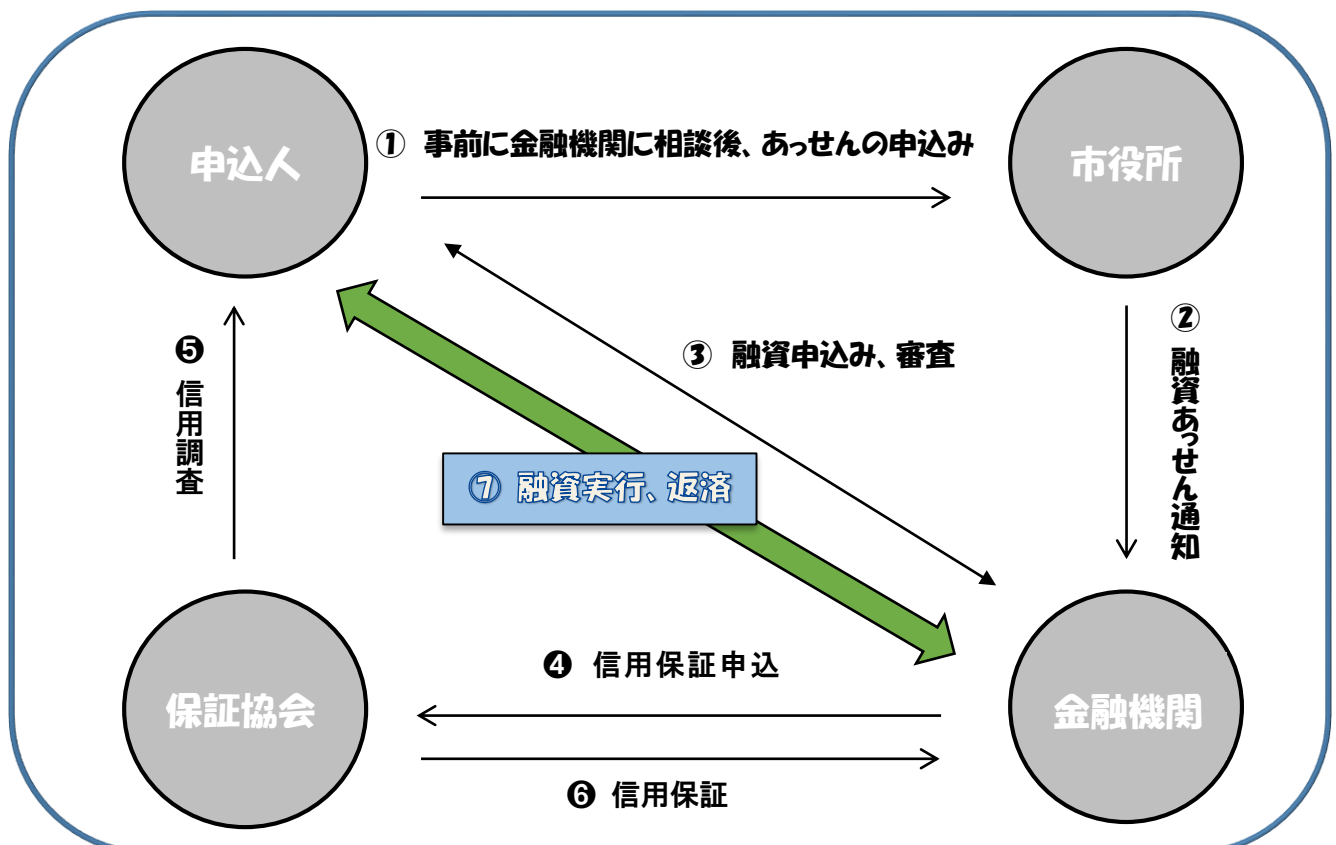 申込人
① 事前に金融機関に相談後、あっせんの申込み
市役所
② 融資あっせん通知
③ 融資申込み、審査
❺ 信用調査
⑦ 融資実行、返済
❹ 信用保証申込
保証協会
金融機関
❻ 信用保証